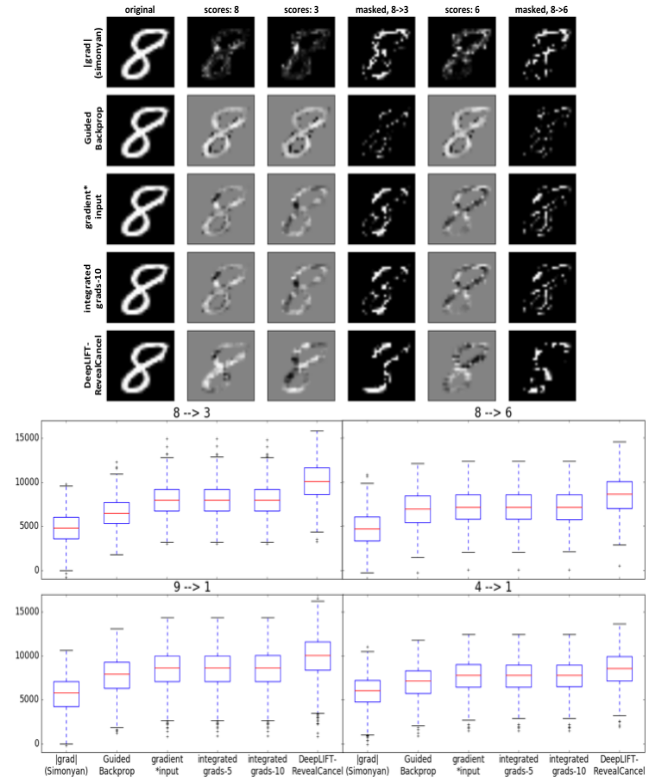 original scores: 8 scores: 3 masked, 8->3 scores: 6 masked, 8->6
|grad|
(simonyan)
Guided
Backprop
gradient*
input
integrated
grads-10
DeepLIFT-
RevealCancel
8 --> 3 8 --> 6
15000
10000
5000
0
9 --> 1 4 --> 1
15000
10000
5000
0
|grad| Guided gradient integrated integrated DeepLIFT- |grad| Guided gradient integrated integrated DeepLIFT-
(Simonyan) Backprop *input grads-5 grads-10 RevealCancel (Simonyan) Backprop *input grads-5 grads-10 RevealCancel